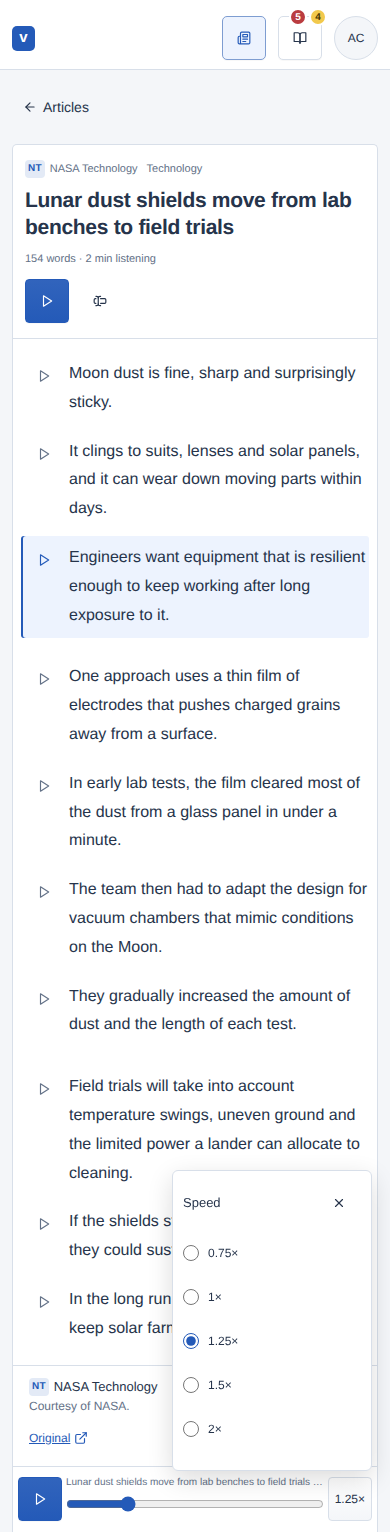 V
5
4
AC
Articles
NT NASA Technology Technology
Lunar dust shields move from lab
benches to field trials
154 words · 2 min listening
Moon dust is fine, sharp and surprisingly
sticky.
It clings to suits, lenses and solar panels,
and it can wear down moving parts within
days.
Engineers want equipment that is resilient
enough to keep working after long
exposure to it.
One approach uses a thin film of
electrodes that pushes charged grains
away from a surface.
In early lab tests, the film cleared most of
the dust from a glass panel in under a
minute.
The team then had to adapt the design for
vacuum chambers that mimic conditions
on the Moon.
They gradually increased the amount of
dust and the length of each test.
Field trials will take into account
temperature swings, uneven ground and
the limited power a lander can allocate to
cleaning.
If the shields
they could
In the long run
keep solar
Speed
0.75×
1×
1.25×
1.5×
2×
NT NASA Technology
Courtesy of NASA.
Original
Lunar dust shields move from lab benches to field trials ...
1.25×